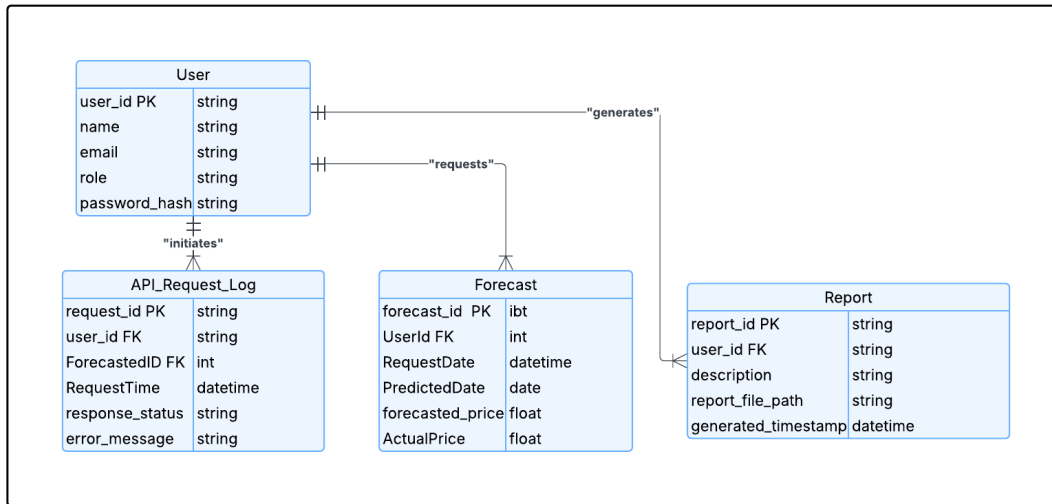 User
user_id PK string
name string
email string
role string
password_hash string
"generates"
"requests"
"initiates"
API_Request_Log
request_id PK string
user_id FK string
ForecastedID FK int
RequestTime datetime
response_status string
error_message string
Forecast
forecast_id PK ibt
UserId FK int
RequestDate datetime
PredictedDate date
forecasted_price float
ActualPrice float
Report
report_id PK string
user_id FK string
description string
report_file_path string
generated_timestamp datetime